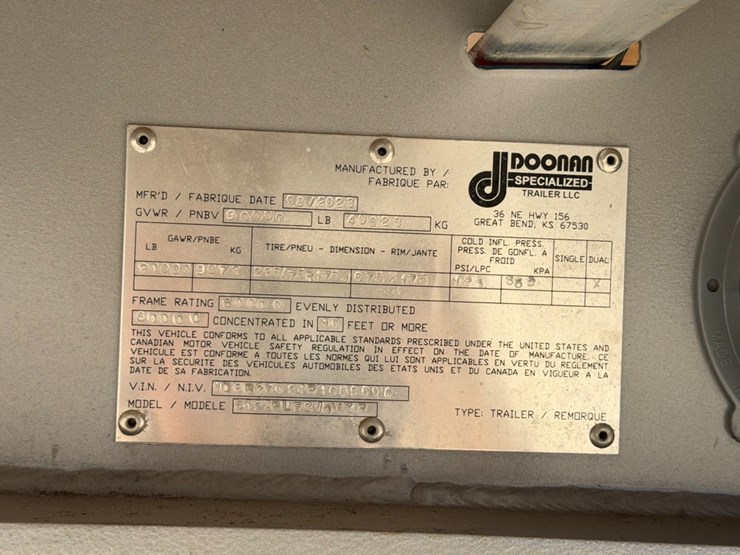 MANUFACTURED BY /
FABRIQUE PAR:
DOONAN
SPECIALIZED
TRAILER LLC
36 NE HWY 156
GREAT BEND, KS 67530
MFR'D / FABRIQUE DATE
GVWR / PNBV LB KG
GAWR/PNBE
LB KG
TIRE/PNEU - DIMENSION - RIM/JANTE
COLD INFL. PRESS.
PRESS. DE GONFL. A
FROID
PSI/LPC KPA
SINGLE DUAL
X
FRAME RATING 80000 EVENLY DISTRIBUTED
CONCENTRATED IN FEET OR MORE
THIS VEHICLE CONFORMS TO ALL APPLICABLE STANDARDS PRESCRIBED UNDER THE UNITED STATES AND
CANADIAN MOTOR VEHICLE SAFETY REGULATION IN EFFECT ON THE DATE OF MANUFACTURE. CE
VEHICULE EST CONFORME A TOUTES LES NORMES QUI LUI SONT APPLICABLES EN VERTU DU REGLEMENT
SUR LA SECURITE DES VEHICULES AUTOMOBILES DES ETATS UNIS ET DU CANADA EN VIGUEUR A LA
DATE DE SA FABRICATION.
V.I.N. / N.I.V.
MODEL / MODELE
TYPE: TRAILER / REMORQUE